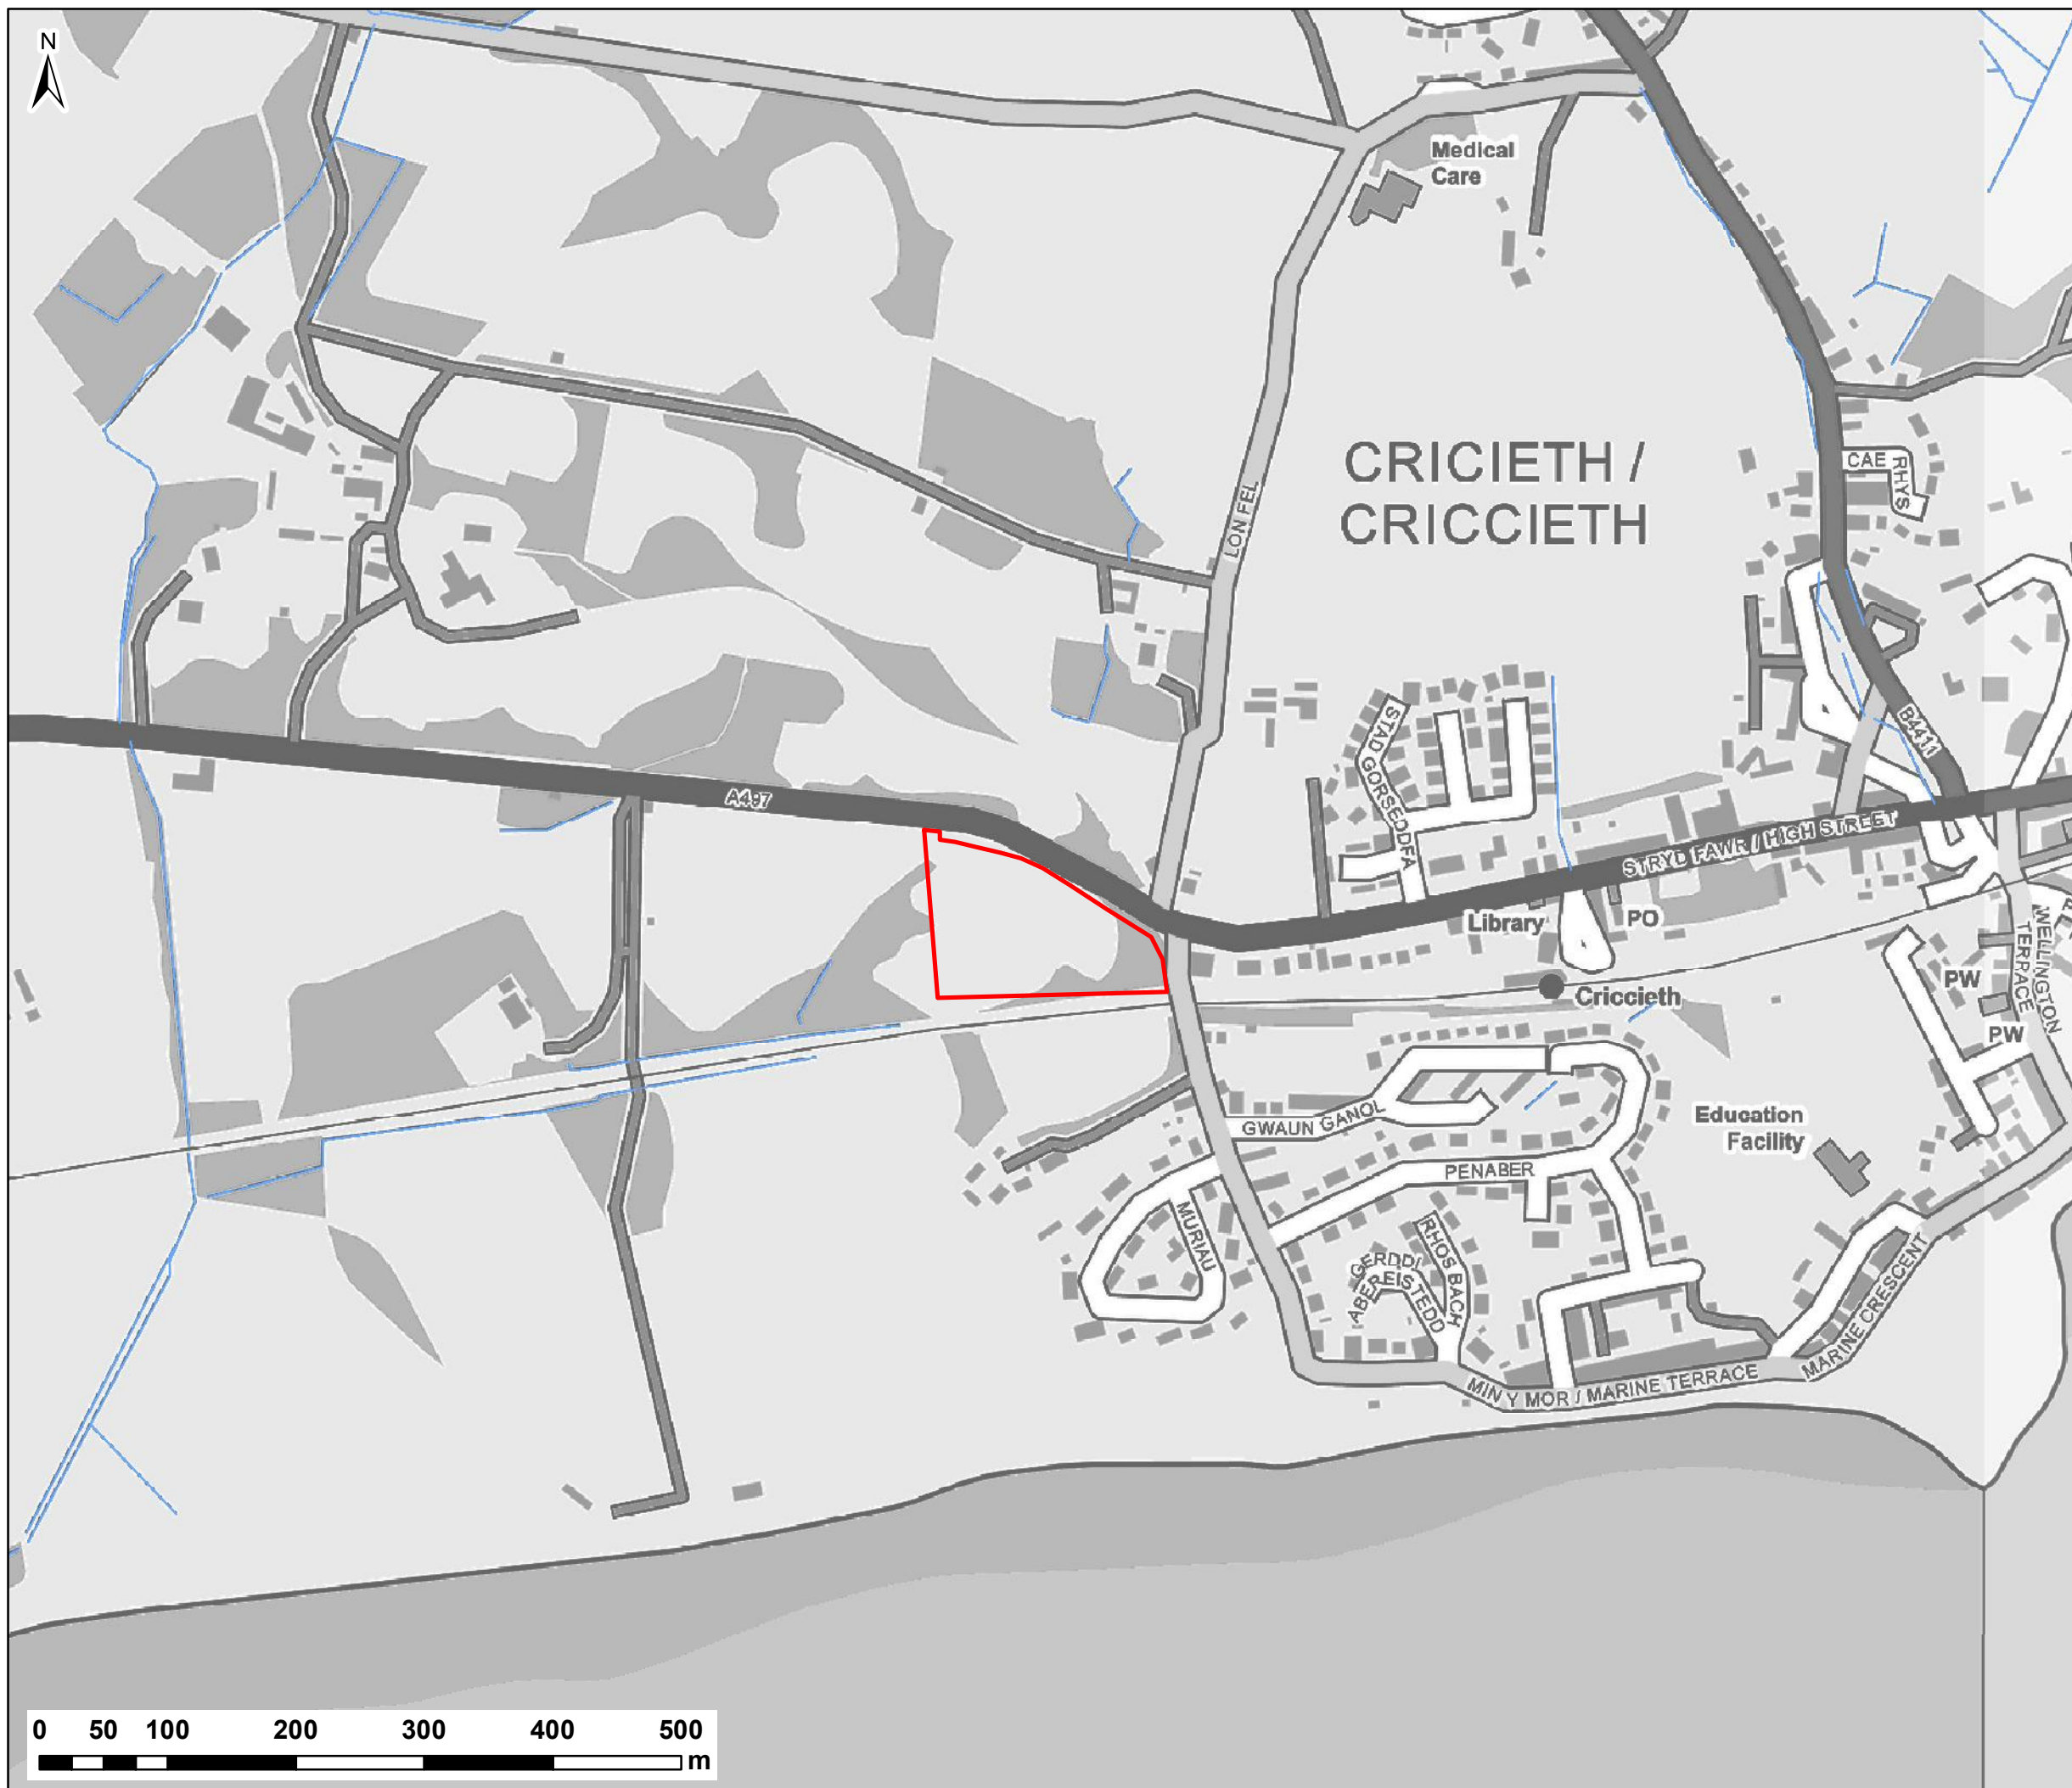 N
Medical
Care
CRICIETH /
CRICCIETH
CAE
RHYS
LON FEL
STAD GORSEDDFA
B4411
A497
STRYD FAWR / HIGH STREET
Library
PO
Criccieth
WELLINGTON
TERRACE
PW
PW
GWAUN GANOL
Education
Facility
PENABER
MURIAU
RHOS BACH
GERDDI
ABEREISTEDD
MARINE CRESCENT
MIN Y MOR / MARINE TERRACE
0 50 100 200 300 400 500
m